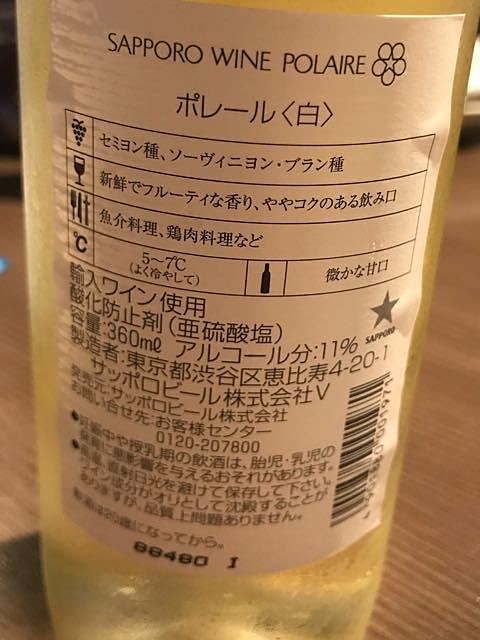 SAPPORO WINE POLAIRE
ポレール〈白〉
セミヨン種、ソーヴィニヨン・ブラン種
新鮮でフルーティな香り、ややコクのある飲み口
魚介料理、鶏肉料理など
℃
5~7℃
(よく冷やして)
微かな甘口
輸入ワイン使用
酸化防止剤(亜硫酸塩)
容量:360mℓ アルコール分:11%
製造者:東京都渋谷区恵比寿4-20-1
サッポロビール株式会社V
発売元:サッポロビール株式会社
お問い合せ先:お客様センター
0120-207800
●妊娠中や授乳期の飲酒は、胎児・乳児の
発育に悪影響を与えるおそれがあります。
●高温、直射日光を避けて保存して下さい。
ワイン成分がオリとして沈殿することが
ありますが、品質上問題ありません。
飲酒は20歳になってから。
SAPPORO
88460 I